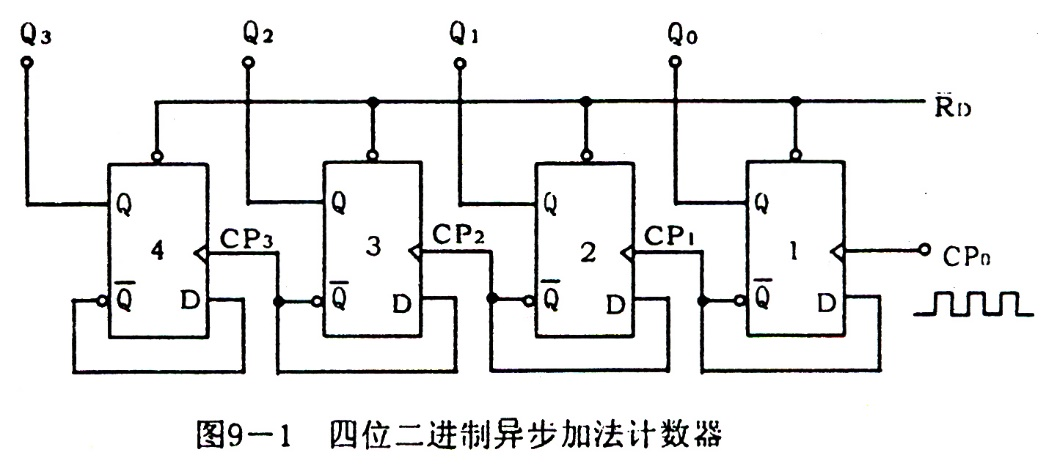 Q3 Q2 Q1 Q0
R̄D
Q Q Q Q
4 CP3 3 CP2 2 CP1 1 CP0
Q̅ D Q̅ D Q̅ D Q̅ D
图9-1 四位二进制异步加法计数器